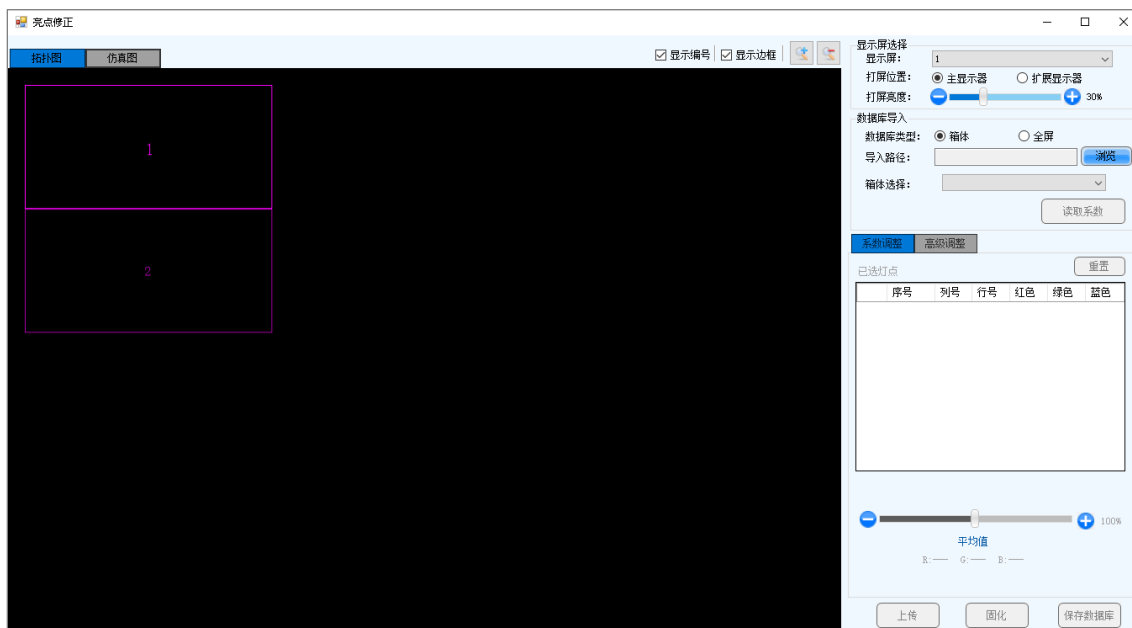 亮点修正
拓扑图 仿真图 显示编号 显示边框
1
2
显示屏选择
显示屏: 1
打屏位置: 主显示器 扩展显示器
打屏亮度: 30%
数据库导入
数据库类型: 箱体 全屏
导入路径: 浏览
箱体选择:
读取系数
系数调整 高级调整
已选灯点 重置
序号 列号 行号 红色 绿色 蓝色
100%
平均值
R:── G:── B:──
上传 固化 保存数据库